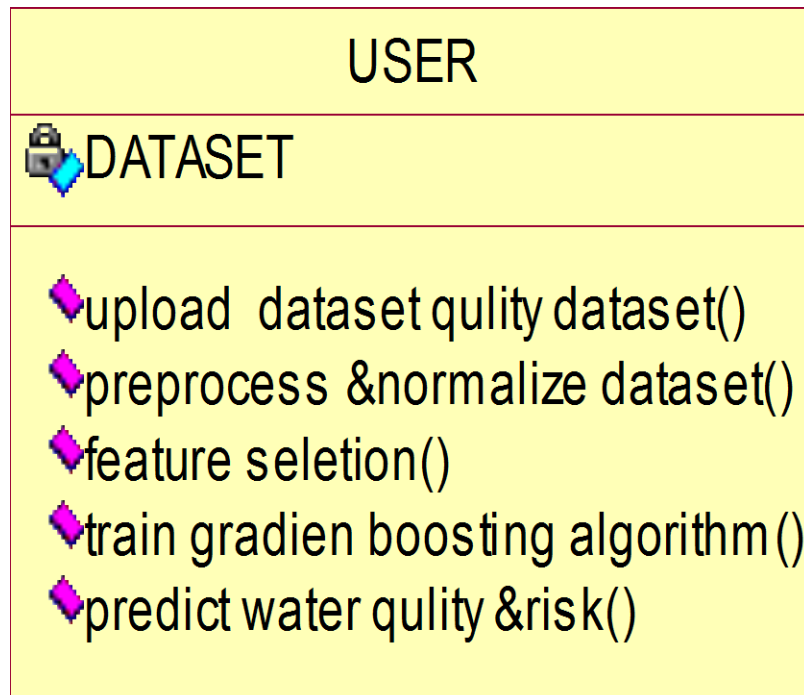 USER
DATASET
upload dataset qulity dataset()
preprocess &normalize dataset()
feature seletion()
train gradien boosting algorithm()
predict water qulity &risk()